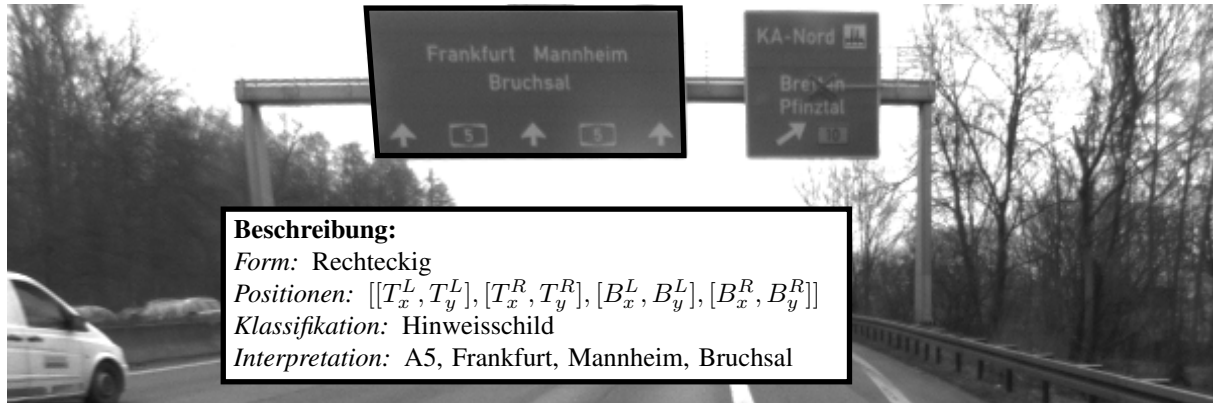 Frankfurt Mannheim
Bruchsal
5 5
KA-Nord
Bretten
Pfinztal
10
Beschreibung:
Form: Rechteckig
Positionen: [[T_x^L, T_y^L], [T_x^R, T_y^R], [B_x^L, B_y^L], [B_x^R, B_y^R]]
Klassifikation: Hinweisschild
Interpretation: A5, Frankfurt, Mannheim, Bruchsal